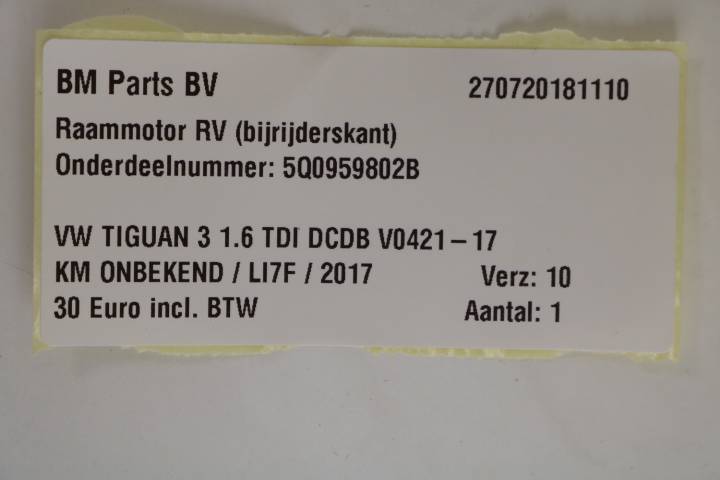 BM Parts BV 270720181110
Raammotor RV (bijrijderskant)
Onderdeelnummer: 5Q0959802B
VW TIGUAN 3 1.6 TDI DCDB V0421-17
KM ONBEKEND / LI7F / 2017 Verz: 10
30 Euro incl. BTW Aantal: 1